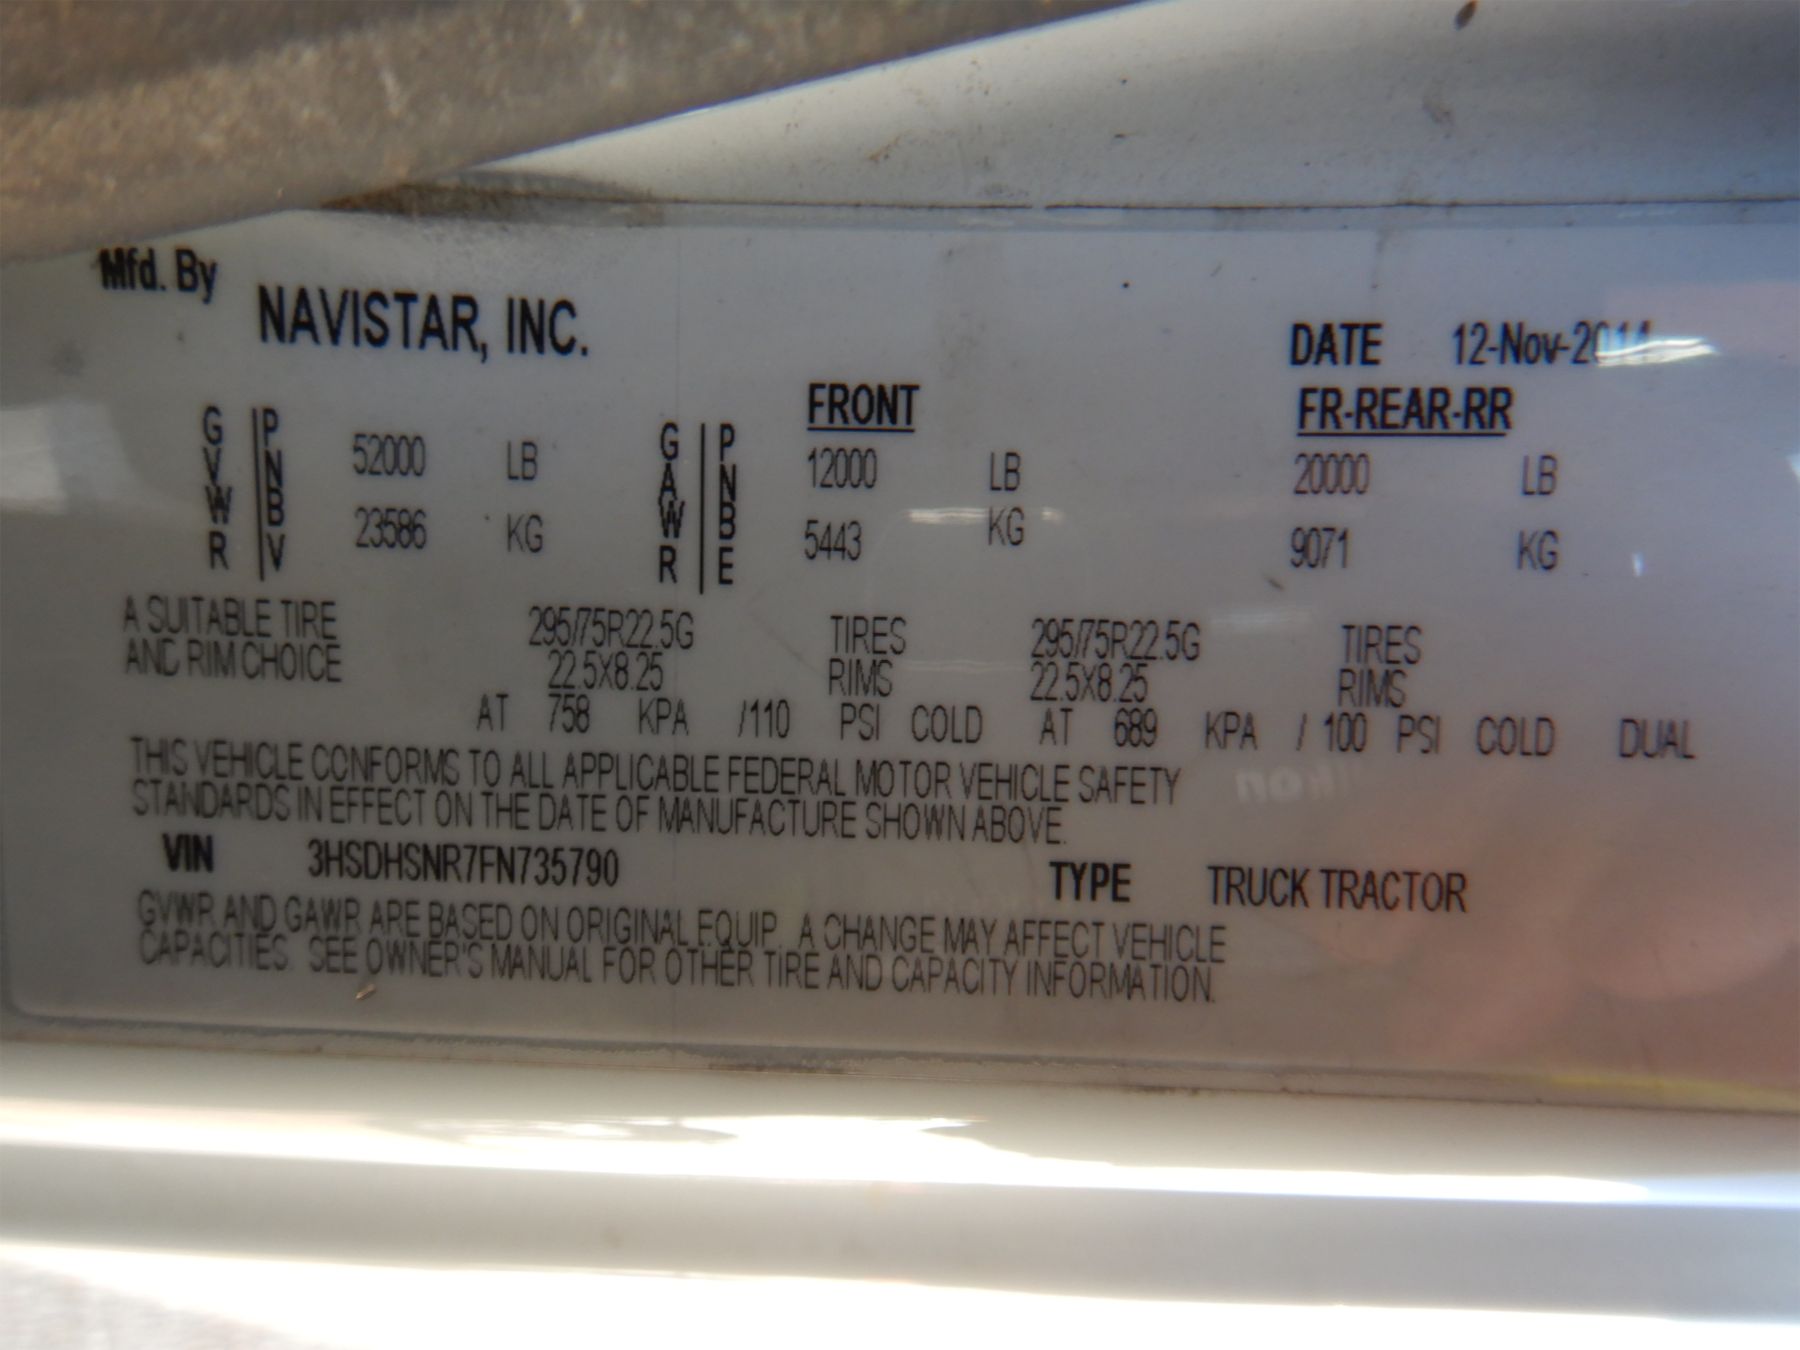 Mfd. By
NAVISTAR, INC.
DATE 12-Nov-2014
FRONT FR-REAR-RR
GVWR PNBV 52000 LB GAWR PNBE 12000 LB 20000 LB
23586 KG 5443 KG 9071 KG
A SUITABLE TIRE 295/75R22.5G TIRES 295/75R22.5G TIRES
AND RIM CHOICE 22.5X8.25 RIMS 22.5X8.25 RIMS
AT 758 KPA /110 PSI COLD AT 689 KPA / 100 PSI COLD DUAL
THIS VEHICLE CONFORMS TO ALL APPLICABLE FEDERAL MOTOR VEHICLE SAFETY
STANDARDS IN EFFECT ON THE DATE OF MANUFACTURE SHOWN ABOVE.
VIN 3HSDHSNR7FN735790 TYPE TRUCK TRACTOR
GVWR AND GAWR ARE BASED ON ORIGINAL EQUIP. A CHANGE MAY AFFECT VEHICLE
CAPACITIES. SEE OWNER'S MANUAL FOR OTHER TIRE AND CAPACITY INFORMATION.